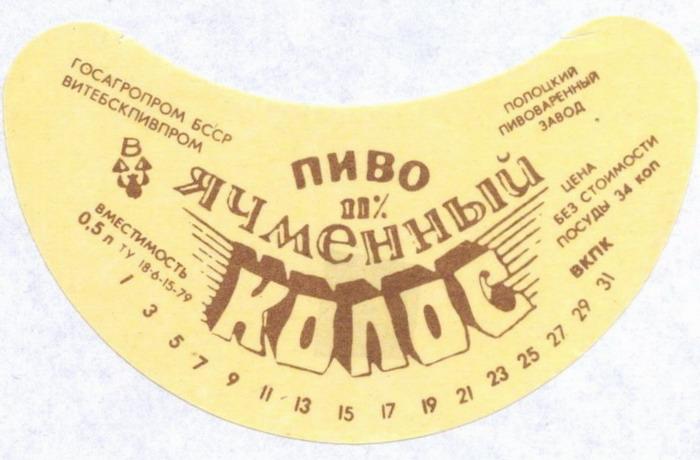 ГОСАГРОПРОМ БССР
ВИТЕБСКПИВПРОМ
ВМЕСТИМОСТЬ
0,5 л ТУ 18-6-15-79
ПИВО
11%
ЯЧМЕННЫЙ
КОЛОС
ПОЛОЦКИЙ
ПИВОВАРЕННЫЙ
ЗАВОД
ЦЕНА
БЕЗ СТОИМОСТИ
ПОСУДЫ 34 КОП
ВКПК
1 3 5 7 9 11 13 15 17 19 21 23 25 27 29 31